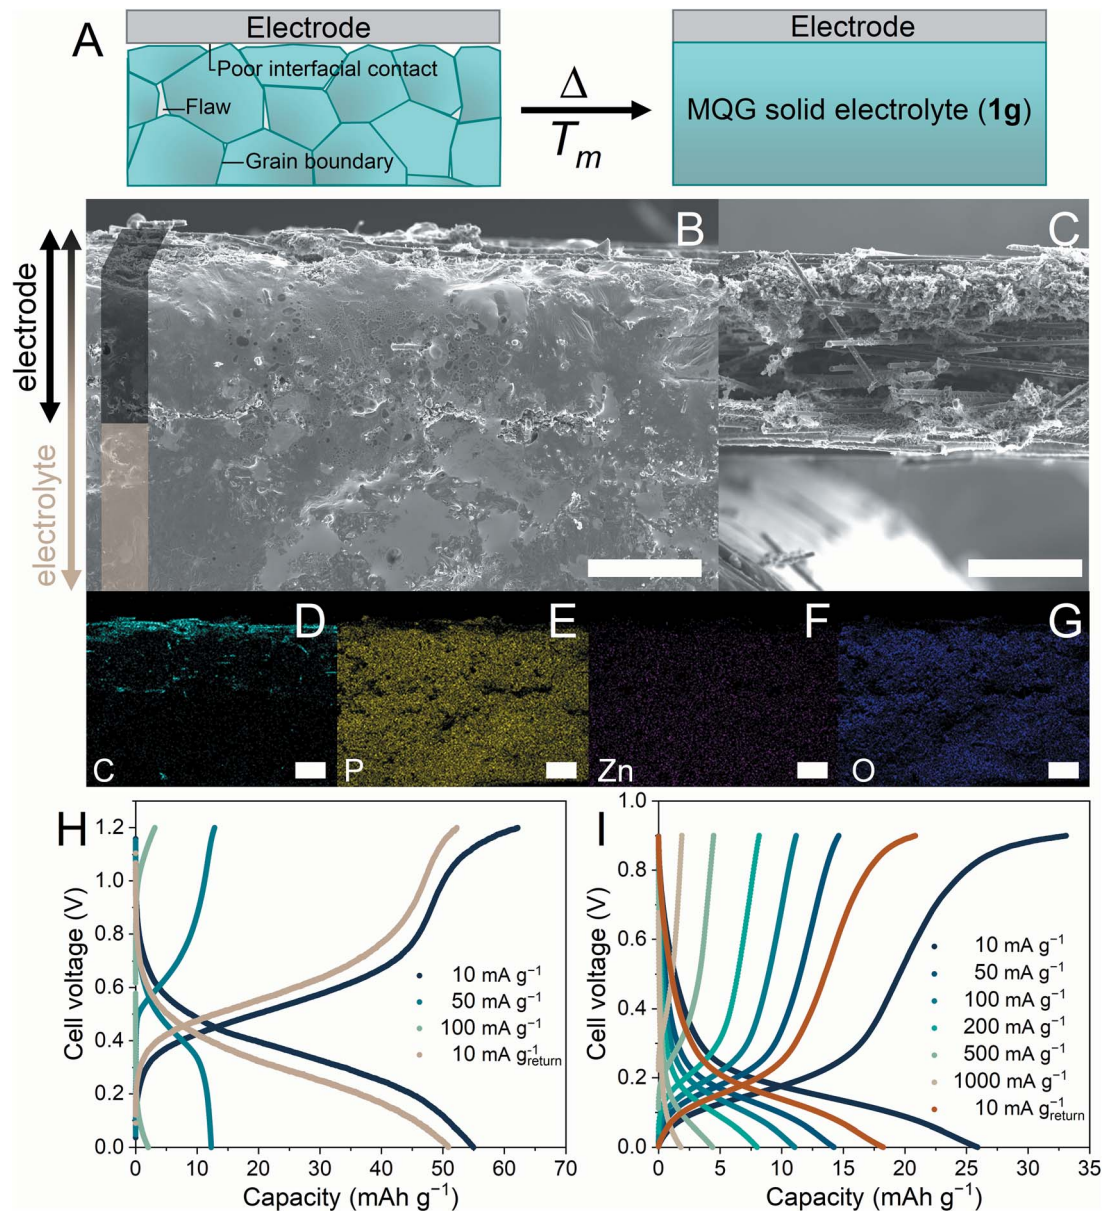 A
Electrode
Poor interfacial contact
Flaw
Grain boundary
Δ
Tm
Electrode
MQG solid electrolyte (1g)
electrode
electrolyte
B
C
D
C
E
P
F
Zn
G
O
H
Cell voltage (V)
1.2
1.0
0.8
0.6
0.4
0.2
0.0
10 mA g⁻¹
50 mA g⁻¹
100 mA g⁻¹
10 mA g⁻¹return
0 10 20 30 40 50 60 70
Capacity (mAh g⁻¹)
I
Cell voltage (V)
1.0
0.8
0.6
0.4
0.2
0.0
10 mA g⁻¹
50 mA g⁻¹
100 mA g⁻¹
200 mA g⁻¹
500 mA g⁻¹
1000 mA g⁻¹
10 mA g⁻¹return
0 5 10 15 20 25 30 35
Capacity (mAh g⁻¹)